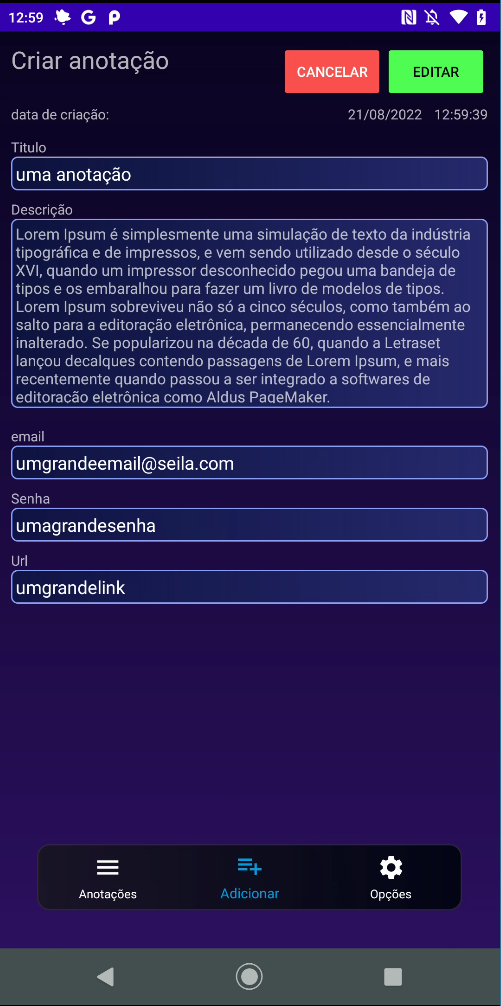 12:59
Criar anotação
CANCELAR
EDITAR
data de criação:
21/08/2022 12:59:39
Titulo
uma anotação
Descrição
Lorem Ipsum é simplesmente uma simulação de texto da indústria
tipográfica e de impressos, e vem sendo utilizado desde o século
XVI, quando um impressor desconhecido pegou uma bandeja de
tipos e os embaralhou para fazer um livro de modelos de tipos.
Lorem Ipsum sobreviveu não só a cinco séculos, como também ao
salto para a editoração eletrônica, permanecendo essencialmente
inalterado. Se popularizou na década de 60, quando a Letraset
lançou decalques contendo passagens de Lorem Ipsum, e mais
recentemente quando passou a ser integrado a softwares de
editoração eletrônica como Aldus PageMaker.
email
umgrandeemail@seila.com
Senha
umagrandesenha
Url
umgrandelink
Anotações
Adicionar
Opções